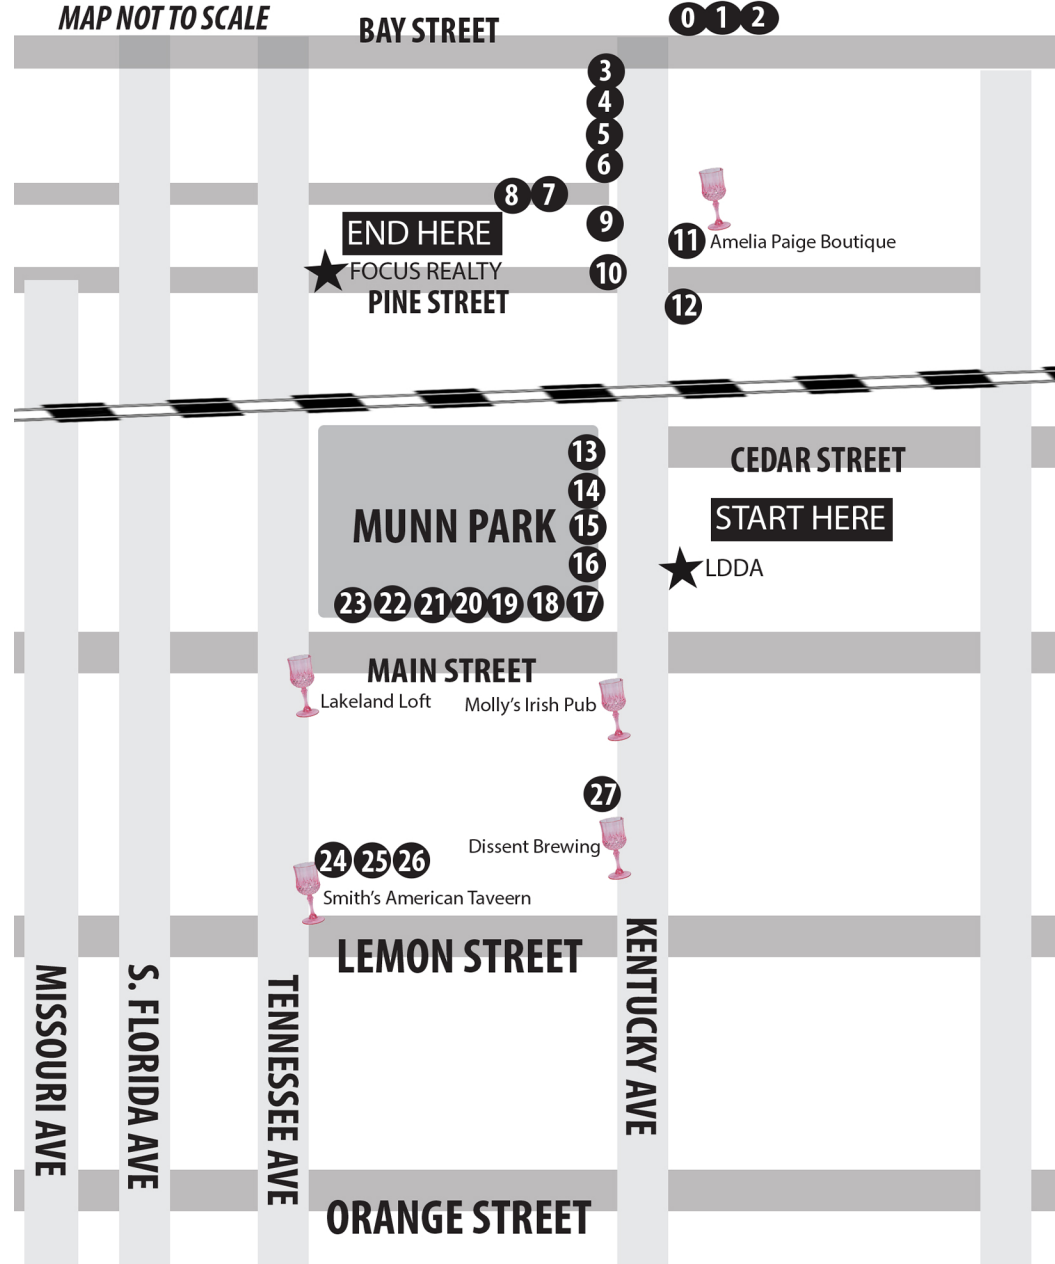 MAP NOT TO SCALE
BAY STREET
0 1 2
3
4
5
6
8 7
9
END HERE
11 Amelia Paige Boutique
FOCUS REALTY
10
PINE STREET
12
13
CEDAR STREET
14
MUNN PARK
15
START HERE
16
LDDA
23 22 21 20 19 18 17
MAIN STREET
Lakeland Loft
Molly's Irish Pub
27
Dissent Brewing
24 25 26
Smith's American Taveern
LEMON STREET
MISSOURI AVE
S. FLORIDA AVE
TENNESSEE AVE
KENTUCKY AVE
ORANGE STREET